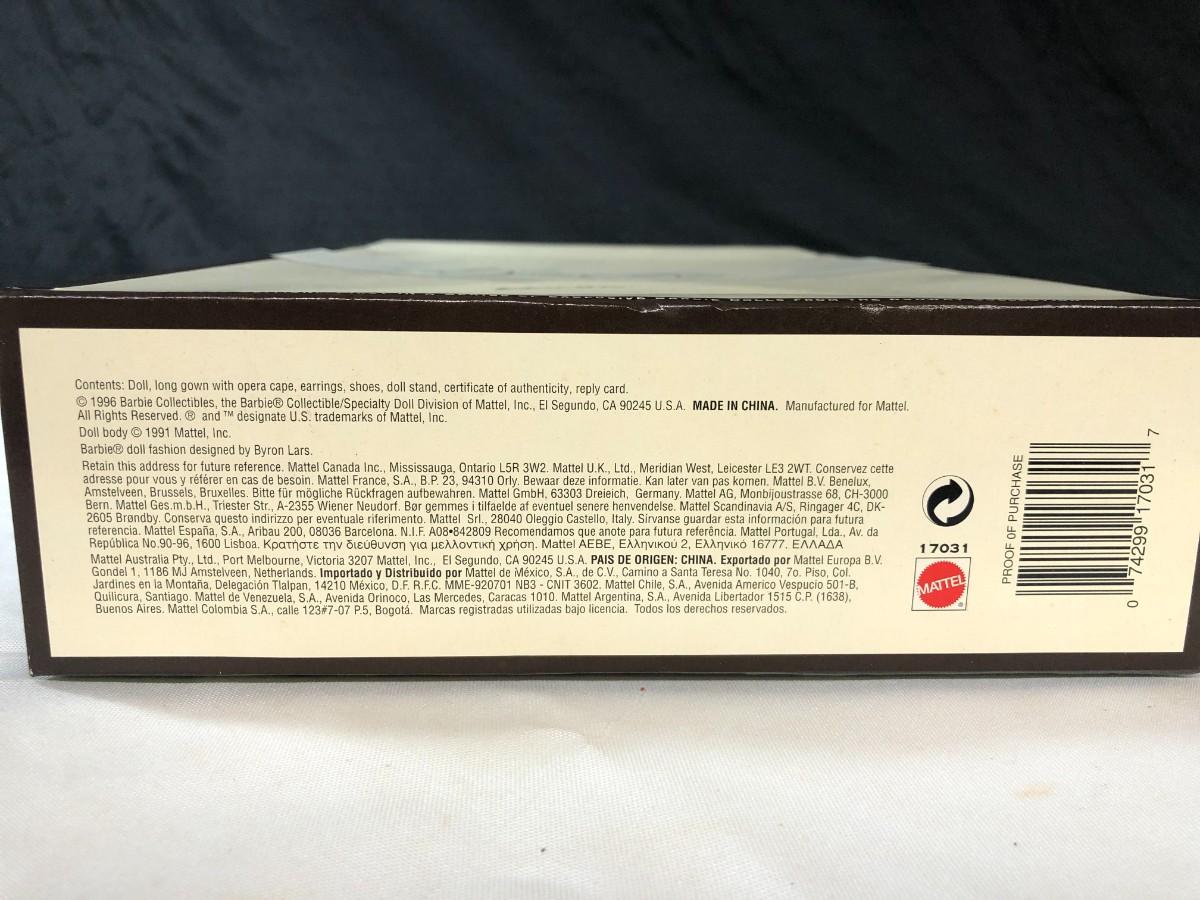 Contents: Doll, long gown with opera cape, earrings, shoes, doll stand, certificate of authenticity, reply card.
© 1996 Barbie Collectibles, the Barbie® Collectible/Specialty Doll Division of Mattel, Inc., El Segundo, CA 90245 U.S.A. MADE IN CHINA. Manufactured for Mattel.
All Rights Reserved. ® and ™ designate U.S. trademarks of Mattel, Inc.
Doll body © 1991 Mattel, Inc.
Barbie® doll fashion designed by Byron Lars.
Retain this address for future reference. Mattel Canada Inc., Mississauga, Ontario L5R 3W2. Mattel U.K., Ltd., Meridian West, Leicester LE3 2WT. Conservez cette
adresse pour vous y référer en cas de besoin. Mattel France, S.A., B.P. 23, 94310 Orly. Bewaar deze informatie. Kan later van pas komen. Mattel B.V. Benelux,
Amstelveen, Brussels, Bruxelles. Bitte für mögliche Rückfragen aufbewahren. Mattel GmbH, 63303 Dreieich, Germany. Mattel AG, Monbijoustrasse 68, CH-3000
Bern. Mattel Ges.m.b.H., Triester Str., A-2355 Wiener Neudorf. Bør gemmes i tilfaelde af eventuel senere henvendelse. Mattel Scandinavia A/S, Ringager 4C, DK-
2605 Brøndby. Conserva questo indirizzo per eventuale riferimento. Mattel Srl., 28040 Oleggio Castello, Italy. Sírvanse guardar esta información para futura
referencia. Mattel España, S.A., Aribau 200, 08036 Barcelona. N.I.F. A08•842809 Recomendamos que anote para futura referência. Mattel Portugal, Lda., Av. da
República No.90-96, 1600 Lisboa. Κρατήστε την διεύθυνση για μελλοντική χρήση. Mattel AEBE, Ελληνικού 2, Ελληνικό 16777. ΕΛΛΑΔΑ
Mattel Australia Pty., Ltd., Port Melbourne, Victoria 3207 Mattel, Inc., El Segundo, CA 90245 U.S.A. PAIS DE ORIGEN: CHINA. Exportado por Mattel Europa B.V.
Gondel 1, 1186 MJ Amstelveen, Netherlands. Importado y Distribuido por Mattel de México, S.A., de C.V., Camino a Santa Teresa No. 1040, 7o. Piso, Col.
Jardines en la Montaña, Delegación Tlalpan, 14210 México, D.F. R.F.C. MME-920701 NB3 - CNIT 3602. Mattel Chile, S.A., Avenida Americo Vespucio 501-B,
Quilicura, Santiago. Mattel de Venezuela, S.A., Avenida Orinoco, Las Mercedes, Caracas 1010. Mattel Argentina, S.A., Avenida Libertador 1515 C.P. (1638),
Buenos Aires. Mattel Colombia S.A., calle 123#7-07 P.5, Bogotá. Marcas registradas utilizadas bajo licencia. Todos los derechos reservados.
17031
MATTEL®
PROOF OF PURCHASE
0 74299 17031 7